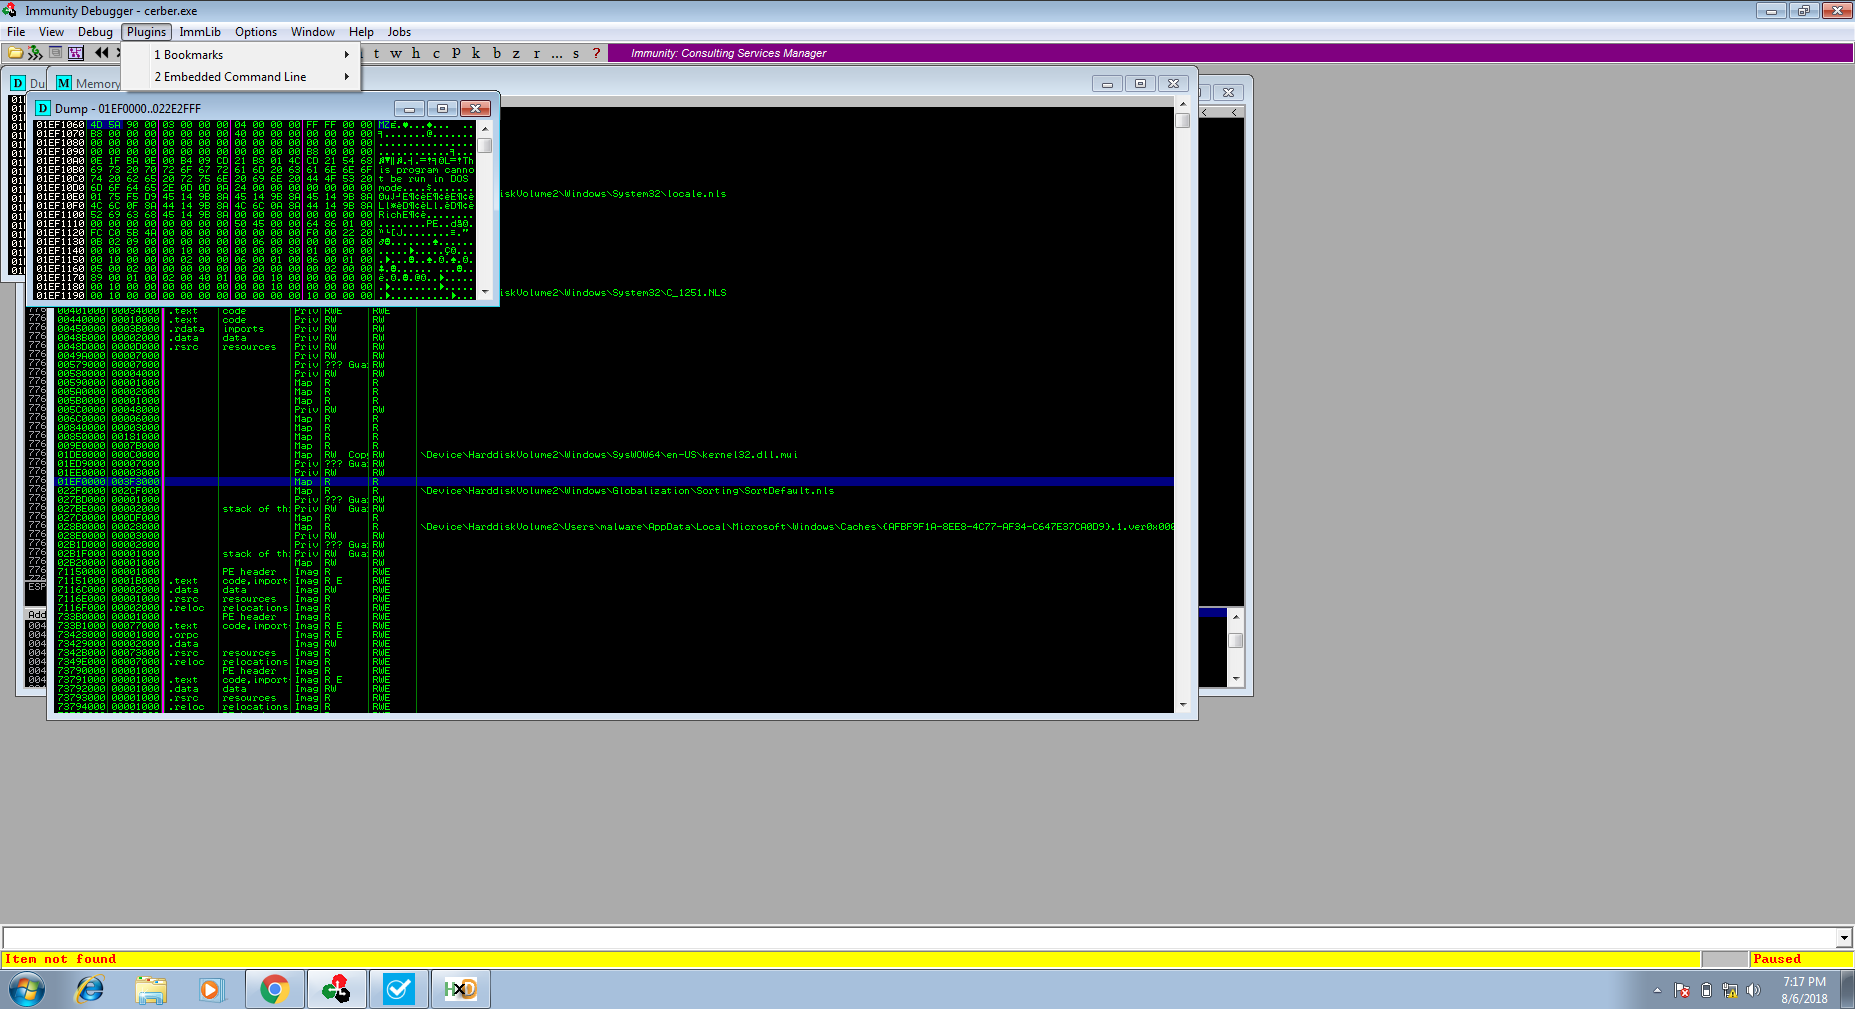 Immunity Debugger - cerber.exe
File View Debug Plugins ImmLib Options Window Help Jobs
1 Bookmarks
2 Embedded Command Line
t w h c p k b z r ... s ?
Immunity: Consulting Services Manager
Du
Memory
Dump - 01EF0000..022E2FFF
01EF1060 4D 5A 90 00 03 00 00 00 04 00 00 00 FF FF 00 00
01EF1070 B8 00 00 00 00 00 00 00 40 00 00 00 00 00 00 00
01EF1080 00 00 00 00 00 00 00 00 00 00 00 00 00 00 00 00
01EF1090 00 00 00 00 00 00 00 00 00 00 00 00 B8 00 00 00
01EF10A0 0E 1F BA 0E 00 B4 09 CD 21 B8 01 4C CD 21 54 68
01EF10B0 69 73 20 70 72 6F 67 72 61 6D 20 63 61 6E 6E 6F is program canno
01EF10C0 74 20 62 65 20 72 75 6E 20 69 6E 20 44 4F 53 20 t be run in DOS
01EF10D0 6D 6F 64 65 2E 0D 0D 0A 24 00 00 00 00 00 00 00 mode....$.......
01EF10E0 01 75 F5 D9 45 14 9B 8A 45 14 9B 8A 45 14 9B 8A
01EF10F0 4C 6C 0F 8A 44 14 9B 8A 4C 6C 0A 8A 44 14 9B 8A
01EF1100 52 69 63 68 45 14 9B 8A 00 00 00 00 00 00 00 00
01EF1110 00 00 00 00 00 00 00 00 50 45 00 00 64 86 01 00
01EF1120 FC C0 5B 4A 00 00 00 00 00 00 00 00 F0 00 22 20
01EF1130 0B 02 09 00 00 00 00 00 00 06 00 00 00 00 00 00
01EF1140 00 00 00 00 00 10 00 00 00 00 00 80 01 00 00 00
01EF1150 00 10 00 00 00 02 00 00 06 00 01 00 06 00 01 00
01EF1160 05 00 02 00 00 00 00 00 00 20 00 00 00 02 00 00
01EF1170 89 00 01 00 02 00 40 01 00 00 10 00 00 00 00 00
01EF1180 00 10 00 00 00 00 00 00 00 00 10 00 00 00 00 00
01EF1190 00 10 00 00 00 00 00 00 00 00 00 00 10 00 00 00
skVolume2\Windows\System32\locale.nls
skVolume2\Windows\System32\C_1251.NLS
00401000 00034000 .text code Priv RWE RWE
00440000 00010000 .text code Priv RW RW
00450000 0003B000 .rdata imports Priv RW RW
0048B000 00002000 .data data Priv RW RW
0048D000 0000D000 .rsrc resources Priv RW RW
0049A000 00007000 Priv RW RW
00579000 00007000 Priv ??? Gua RW
00580000 00004000 Priv RW RW
00590000 00001000 Map R R
005A0000 00002000 Map R R
005B0000 00001000 Map R R
005C0000 00048000 Priv RW RW
006C0000 00006000 Map R R
00840000 00003000 Map R R
00850000 00181000 Map R R
009E0000 0007B000 Map R R
01DE0000 000C0000 Map RW Cop RW \Device\HarddiskVolume2\Windows\SysWOW64\en-US\kernel32.dll.mui
01ED9000 00007000 Priv ??? Gua RW
01EE0000 00003000 Priv RW RW
01EF0000 003F3000 Map R R
022F0000 002CF000 Map R R \Device\HarddiskVolume2\Windows\Globalization\Sorting\SortDefault.nls
027BD000 00001000 Priv ??? Gua RW
027BE000 00002000 stack of th Priv RW Gua RW
027C0000 000DF000 Map R R
028B0000 00028000 Map R R \Device\HarddiskVolume2\Users\malware\AppData\Local\Microsoft\Windows\Caches\{AFBF9F1A-8EE8-4C77-AF34-C647E37CA0D9}.1.ver0x000
028E0000 00003000 Priv RW RW
02B1D000 00002000 Priv ??? Gua RW
02B1F000 00001000 stack of th Priv RW Gua RW
02B20000 00001000 Map RW RW
71150000 00001000 PE header Imag R RWE
71151000 0001B000 .text code,import Imag R E RWE
7116C000 00002000 .data data Imag RW RWE
7116E000 00001000 .rsrc resources Imag R RWE
7116F000 00002000 .reloc relocations Imag R RWE
733B0000 00001000 PE header Imag R RWE
733B1000 00077000 .text code,import Imag R E RWE
73428000 00001000 .orpc Imag R E RWE
73429000 00002000 .data Imag RW RWE
7342B000 00073000 .rsrc resources Imag R RWE
7349E000 00007000 .reloc relocations Imag R RWE
73790000 00001000 PE header Imag R RWE
73791000 00001000 .text code,import Imag R E RWE
73792000 00001000 .data data Imag RW RWE
73793000 00001000 .rsrc resources Imag R RWE
73794000 00001000 .reloc relocations Imag R RWE
Item not found
Paused
7:17 PM
8/6/2018